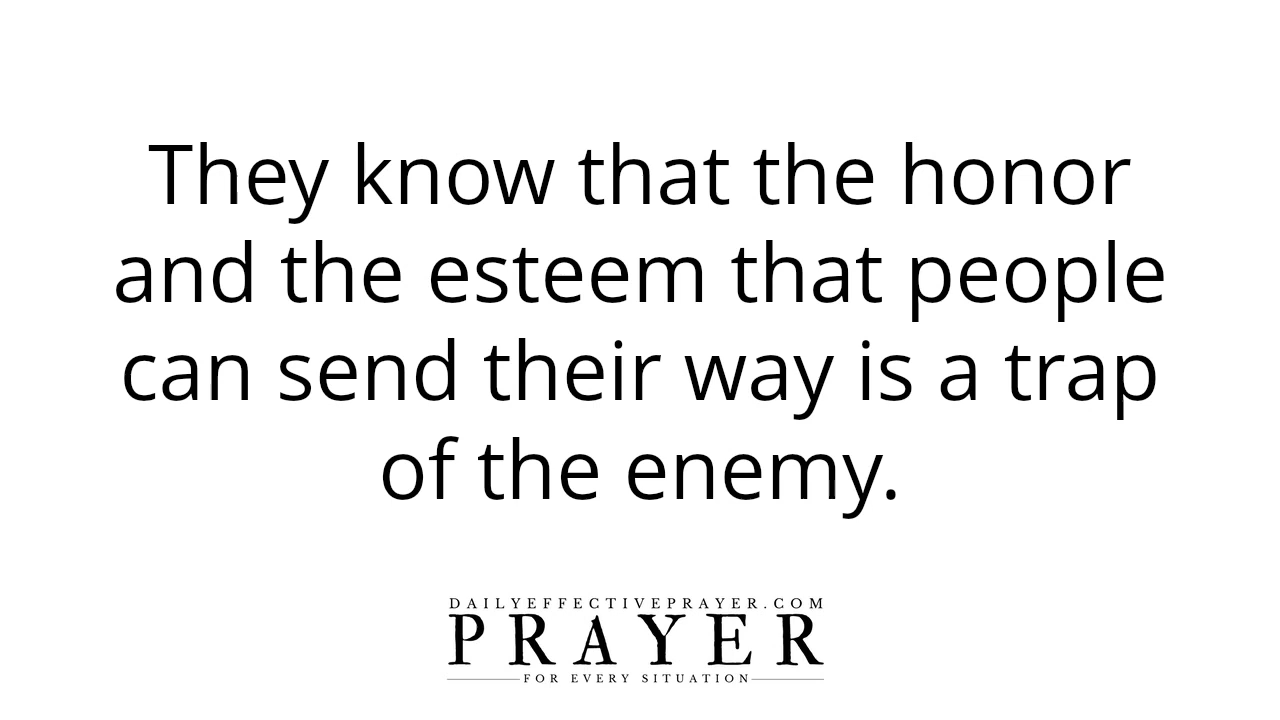 They know that the honor
and the esteem that people
can send their way is a trap
of the enemy.
DAILYEFFECTIVEPRAYER.COM
PRAYER
FOR EVERY SITUATION